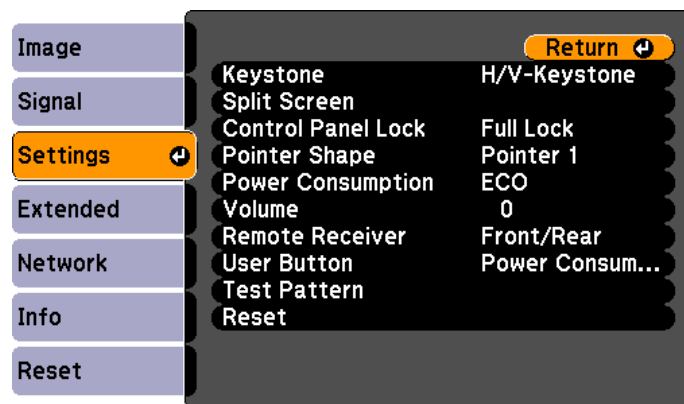 Image
Signal
Settings
Extended
Network
Info
Reset
Return
Keystone H/V-Keystone
Split Screen
Control Panel Lock Full Lock
Pointer Shape Pointer 1
Power Consumption ECO
Volume 0
Remote Receiver Front/Rear
User Button Power Consum...
Test Pattern
Reset